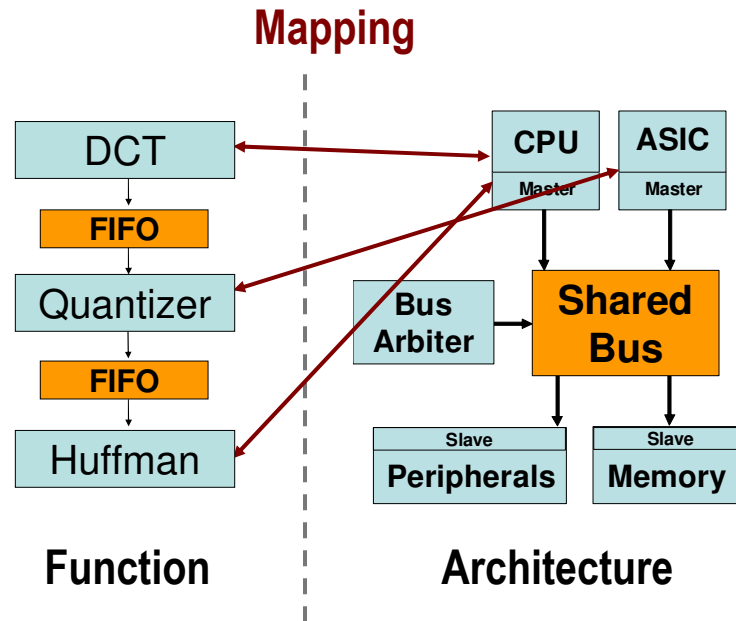 Mapping
DCT
FIFO
Quantizer
FIFO
Huffman
Function
CPU
Master
ASIC
Master
Bus
Arbiter
Shared
Bus
Slave
Peripherals
Slave
Memory
Architecture